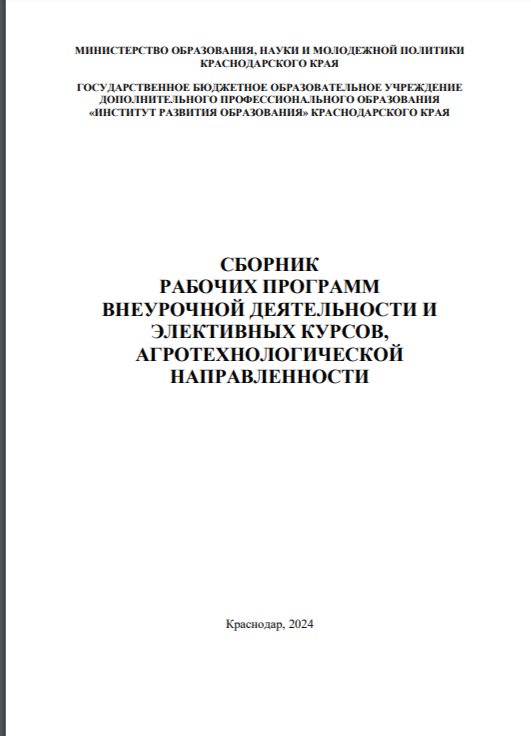 МИНИСТЕРСТВО ОБРАЗОВАНИЯ, НАУКИ И МОЛОДЕЖНОЙ ПОЛИТИКИ
КРАСНОДАРСКОГО КРАЯ
ГОСУДАРСТВЕННОЕ БЮДЖЕТНОЕ ОБРАЗОВАТЕЛЬНОЕ УЧРЕЖДЕНИЕ
ДОПОЛНИТЕЛЬНОГО ПРОФЕССИОНАЛЬНОГО ОБРАЗОВАНИЯ
«ИНСТИТУТ РАЗВИТИЯ ОБРАЗОВАНИЯ» КРАСНОДАРСКОГО КРАЯ
СБОРНИК
РАБОЧИХ ПРОГРАММ
ВНЕУРОЧНОЙ ДЕЯТЕЛЬНОСТИ И
ЭЛЕКТИВНЫХ КУРСОВ,
АГРОТЕХНОЛОГИЧЕСКОЙ
НАПРАВЛЕННОСТИ
Краснодар, 2024